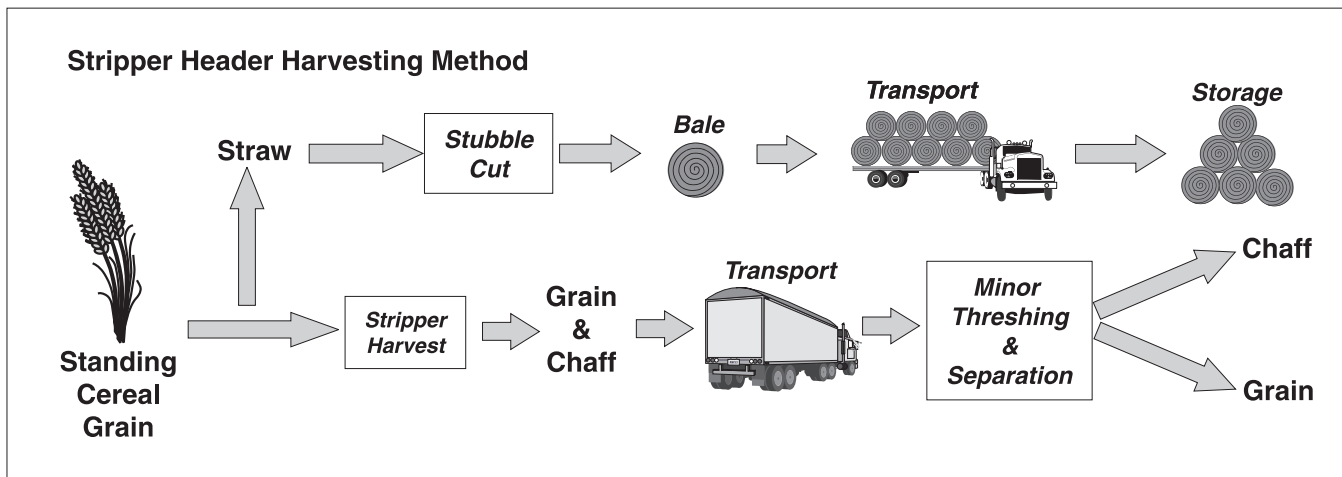 Stripper Header Harvesting Method
Straw
Stubble
Cut
Bale
Transport
Storage
Standing
Cereal
Grain
Stripper
Harvest
Grain
&
Chaff
Transport
Minor
Threshing
&
Separation
Chaff
Grain